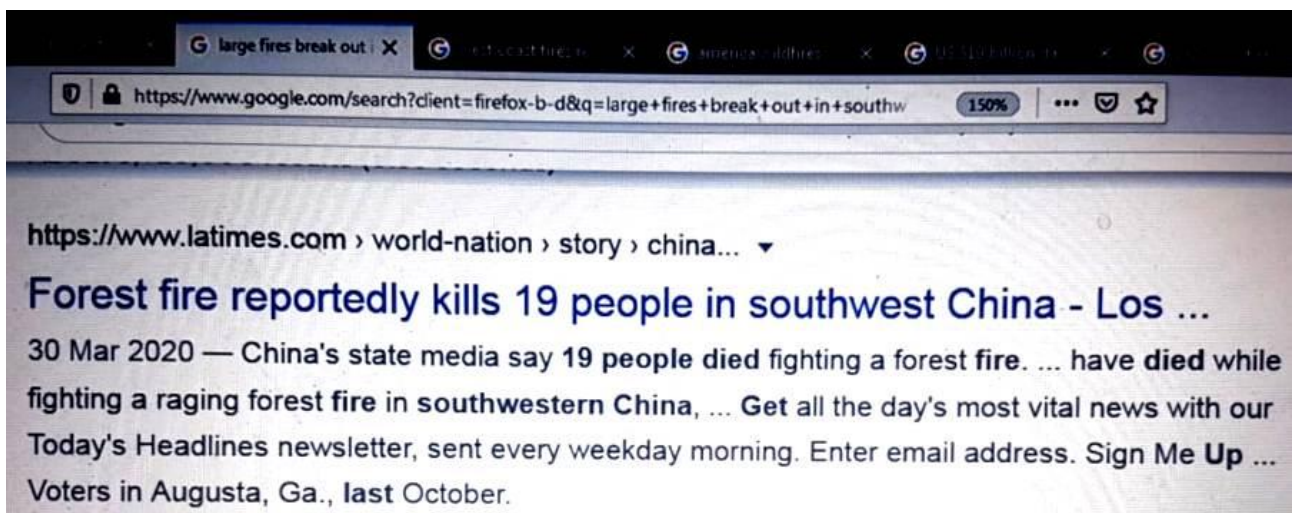 large fires break out i
https://www.google.com/search?client=firefox-b-d&q=large+fires+break+out+in+southw 150%
https://www.latimes.com › world-nation › story › china...
Forest fire reportedly kills 19 people in southwest China - Los ...
30 Mar 2020 — China's state media say 19 people died fighting a forest fire. ... have died while
fighting a raging forest fire in southwestern China, ... Get all the day's most vital news with our
Today's Headlines newsletter, sent every weekday morning. Enter email address. Sign Me Up ...
Voters in Augusta, Ga., last October.